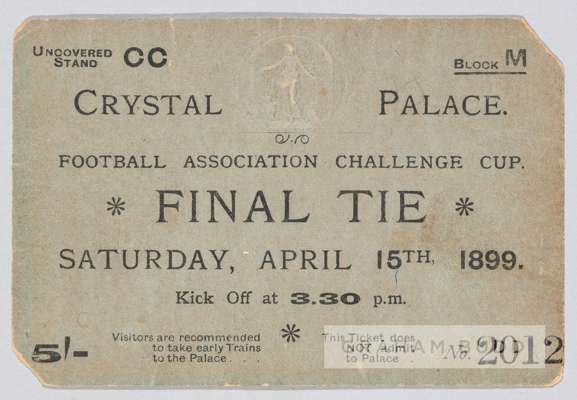 UNCOVERED STAND CC
BLOCK M
CRYSTAL PALACE.
FOOTBALL ASSOCIATION CHALLENGE CUP.
* FINAL TIE *
SATURDAY, APRIL 15TH, 1899.
Kick Off at 3.30 p.m.
*
5/-
Visitors are recommended
to take early Trains
to the Palace . . .
This Ticket does
NOT Admit
to Palace . . .
GRAHAM BUDD
No. 2012